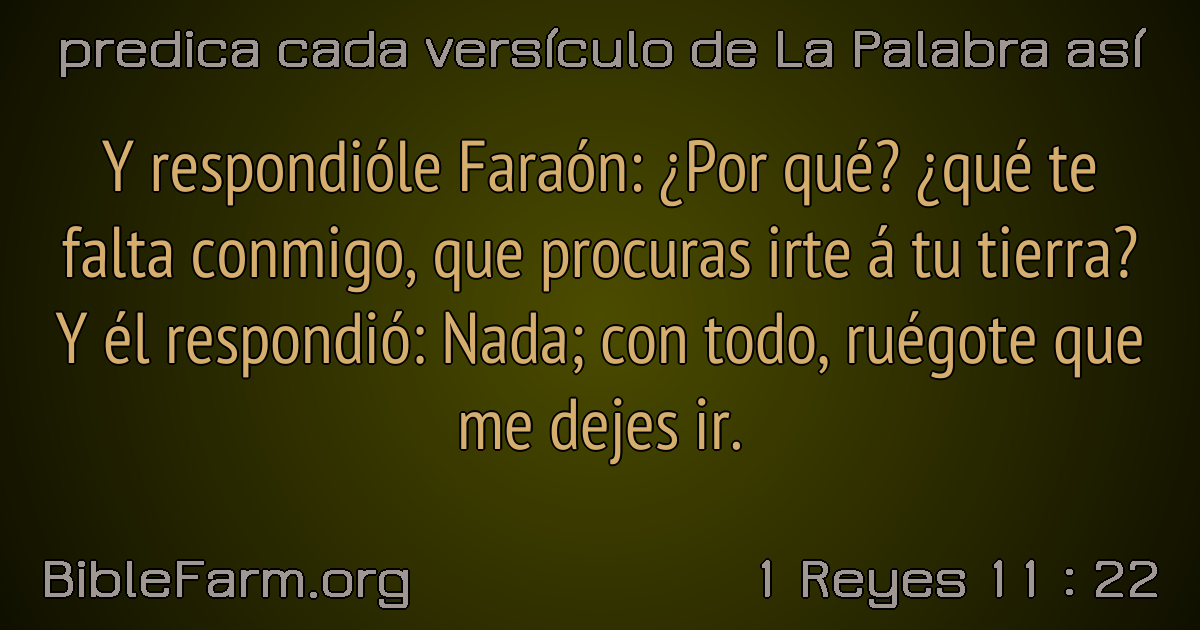 predica cada versículo de La Palabra así
Y respondióle Faraón: ¿Por qué? ¿qué te
falta conmigo, que procuras irte á tu tierra?
Y él respondió: Nada; con todo, ruégote que
me dejes ir.
BibleFarm.org
1 Reyes 11 : 22